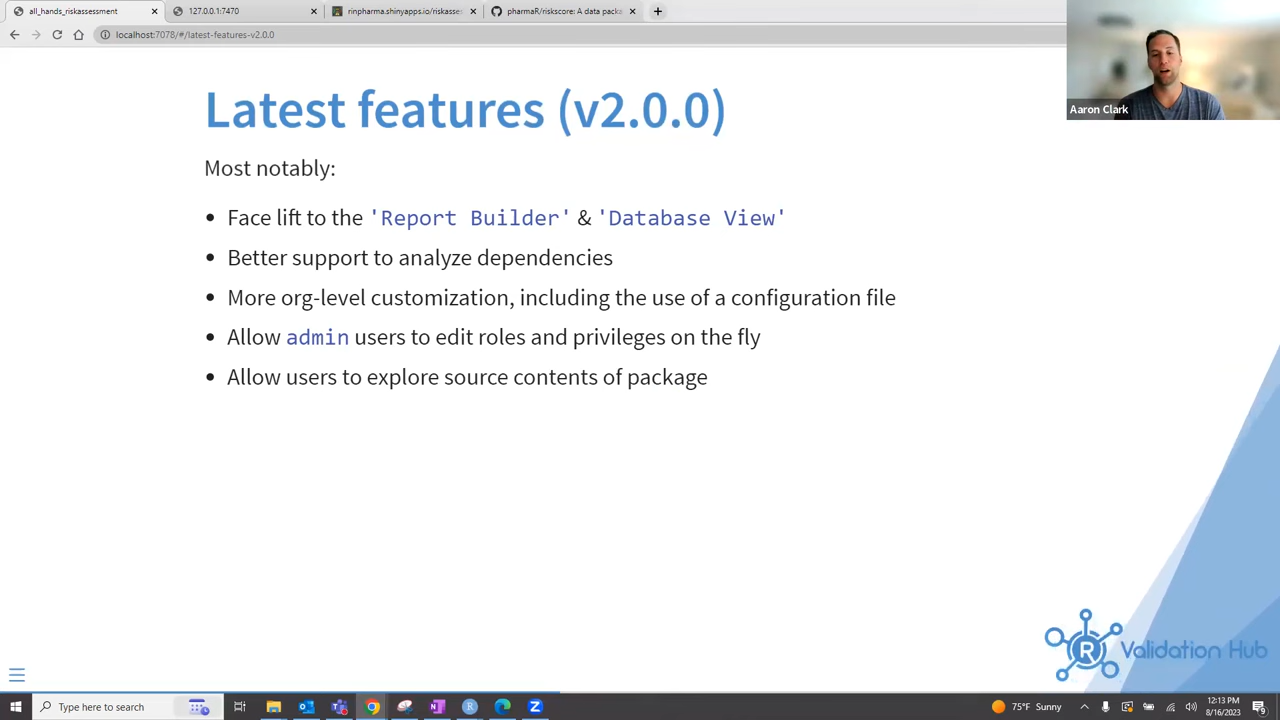 all_hands_riskassessment
127.0.0.1:7470
rinpharma.shinyapps.io/riskasses
pharmaR/riskscore: A data packa
localhost:7078/#/latest-features-v2.0.0
Aaron Clark
Latest features (v2.0.0)
Most notably:
• Face lift to the 'Report Builder' & 'Database View'
• Better support to analyze dependencies
• More org-level customization, including the use of a configuration file
• Allow admin users to edit roles and privileges on the fly
• Allow users to explore source contents of package
R Validation Hub
Type here to search
75°F Sunny
12:13 PM
8/16/2023